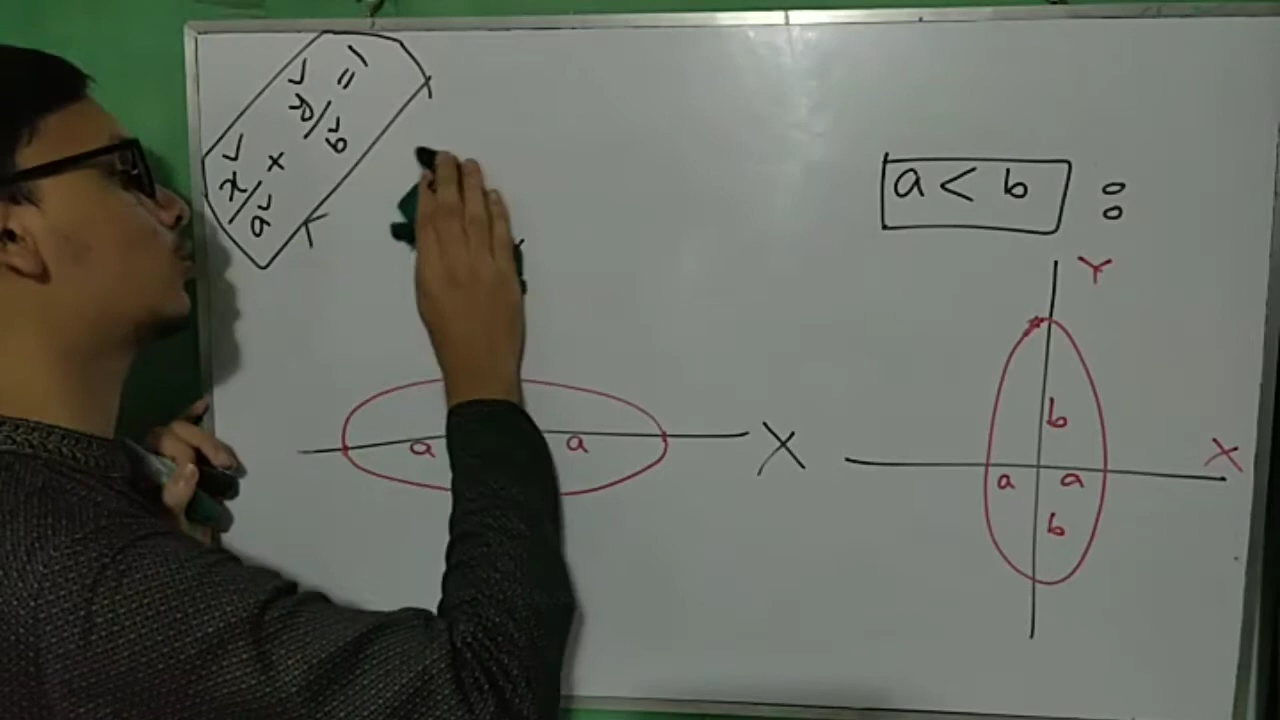 x²/a² + y²/b² = 1
a < b :
Y
b
X
a a
b
a a X